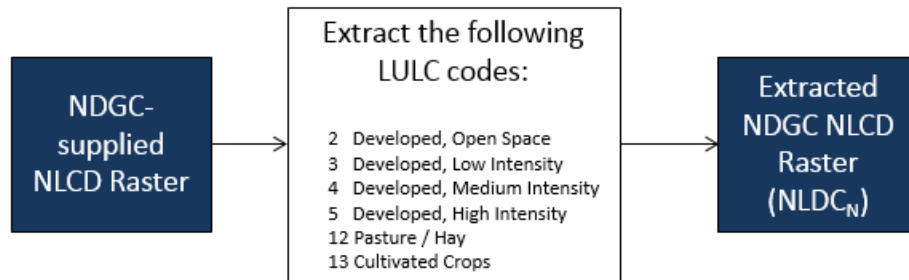 NDGC-
supplied
NLCD Raster
Extract the following
LULC codes:
2 Developed, Open Space
3 Developed, Low Intensity
4 Developed, Medium Intensity
5 Developed, High Intensity
12 Pasture / Hay
13 Cultivated Crops
Extracted
NDGC NLCD
Raster
(NLDCN)